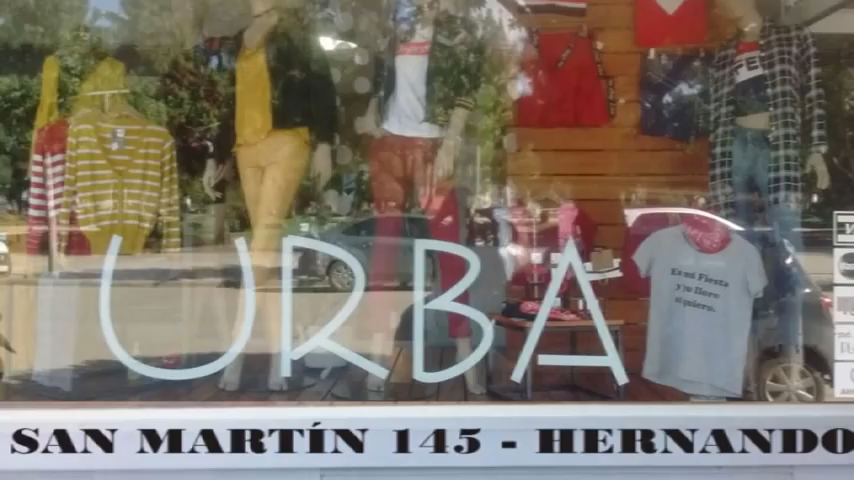 URBA
Es mi Fiesta
y yo lloro
si quiero.
SAN MARTÍN 145 - HERNANDO